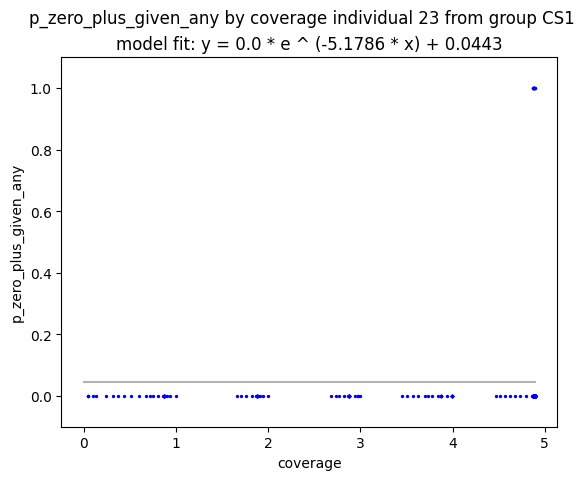 p_zero_plus_given_any by coverage individual 23 from group CS1
model fit: y = 0.0 * e ^ (-5.1786 * x) + 0.0443
1.0
0.8
0.6
0.4
0.2
0.0
p_zero_plus_given_any
0 1 2 3 4 5
coverage